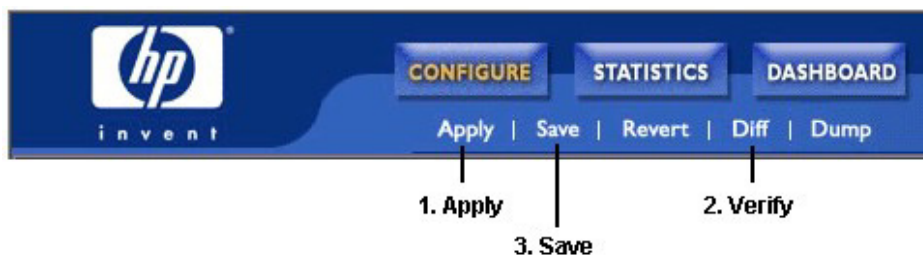 hp
invent
CONFIGURE STATISTICS DASHBOARD
Apply | Save | Revert | Diff | Dump
1. Apply 2. Verify
3. Save